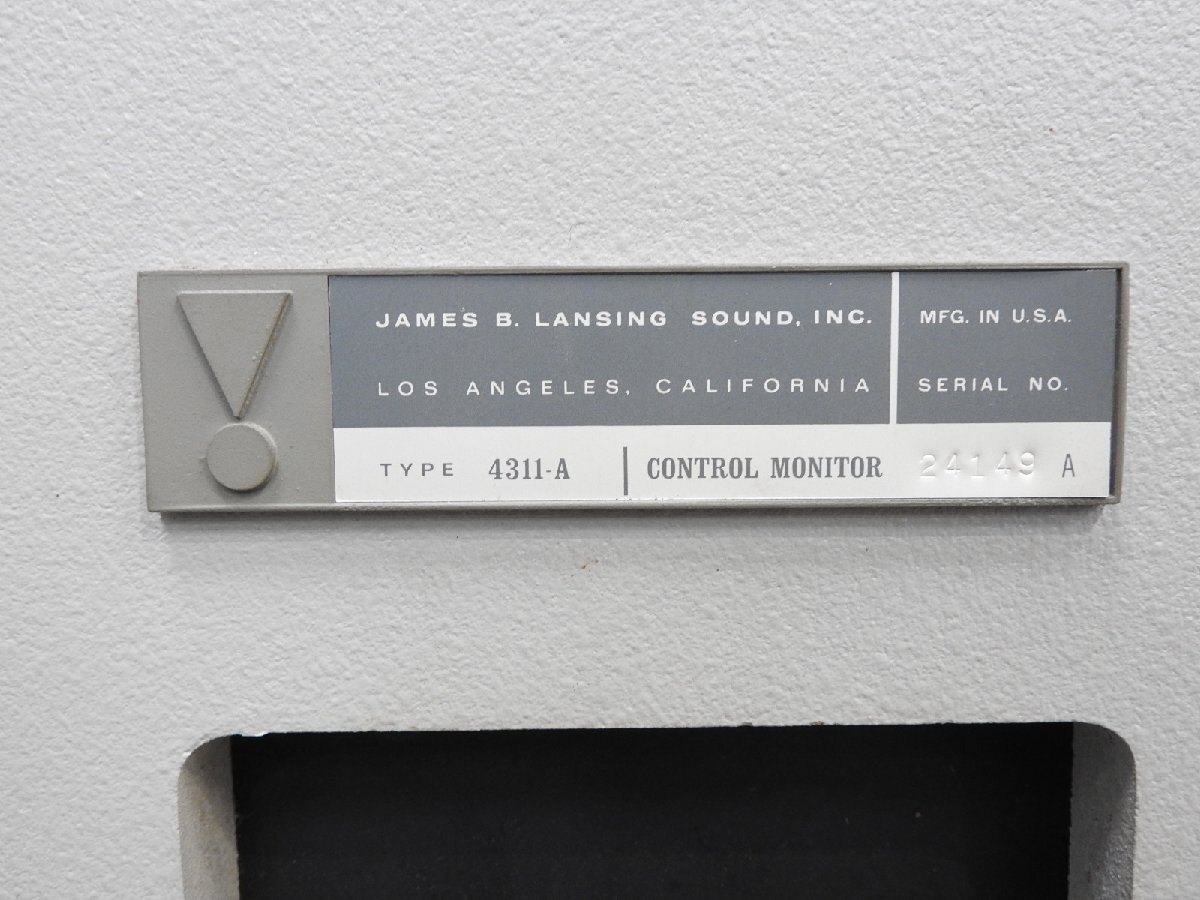 JAMES B. LANSING SOUND, INC.
LOS ANGELES, CALIFORNIA
MFG. IN U.S.A.
SERIAL NO.
TYPE 4311-A | CONTROL MONITOR 24149 A